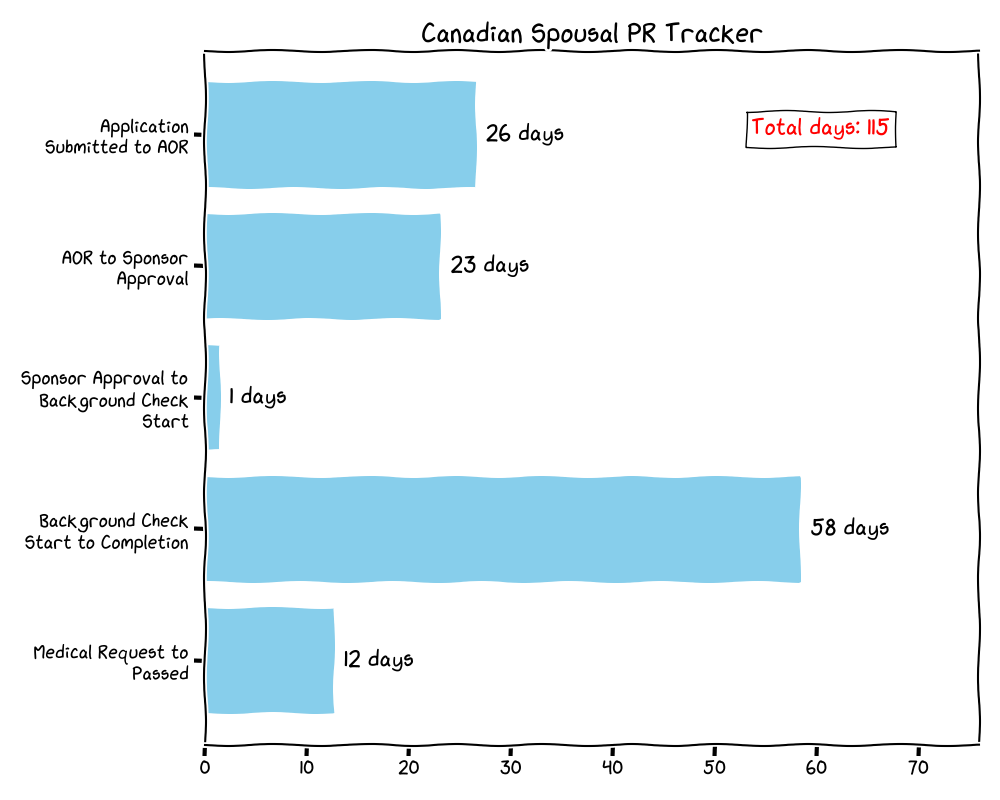 Canadian Spousal PR Tracker
Application
Submitted to AOR
26 days
Total days: 115
AOR to Sponsor
Approval
23 days
Sponsor Approval to
Background Check
Start
1 days
Background Check
Start to Completion
58 days
Medical Request to
Passed
12 days
0 10 20 30 40 50 60 70